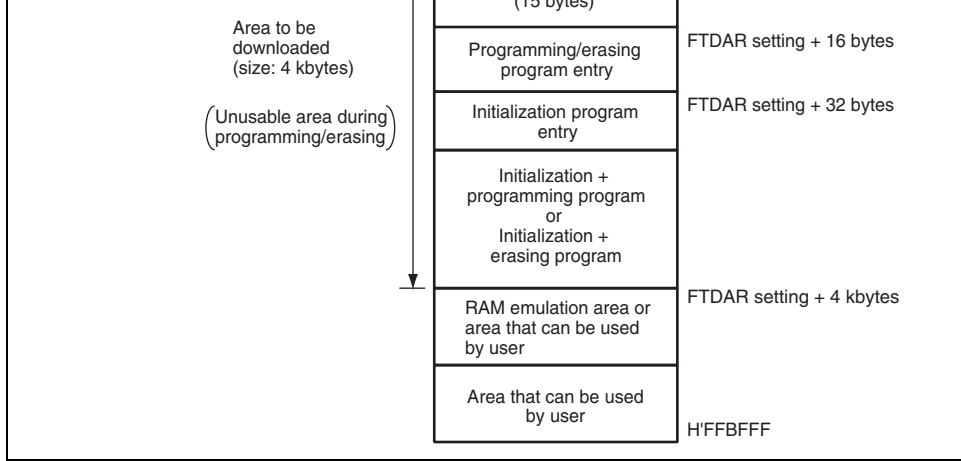 (15 bytes)
Area to be
downloaded
(size: 4 kbytes)
(Unusable area during
programming/erasing)
Programming/erasing
program entry
FTDAR setting + 16 bytes
Initialization program
entry
FTDAR setting + 32 bytes
Initialization +
programming program
or
Initialization +
erasing program
RAM emulation area or
area that can be used
by user
FTDAR setting + 4 kbytes
Area that can be used
by user
H'FFBFFF